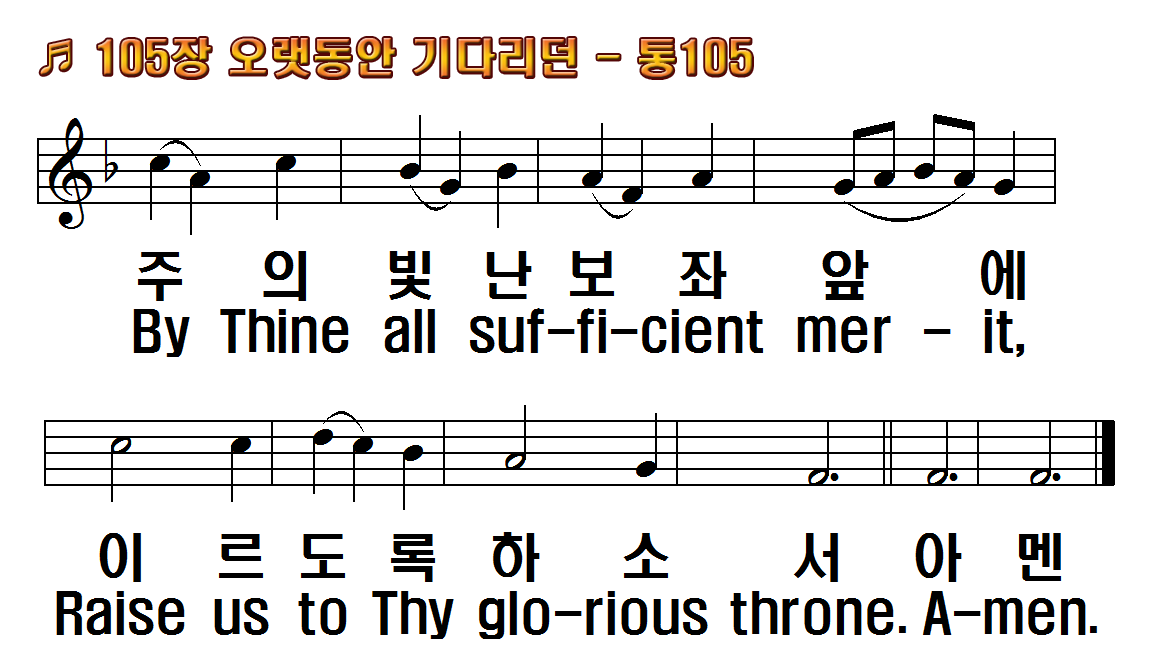 ♬ 105장 오랫동안 기다리던 - 통105
주 의 빛 난 보 좌 앞 에
By Thine all suf-fi-cient mer - it,
이 르 도 록 하 소 서 아 멘
Raise us to Thy glo-rious throne. A-men.